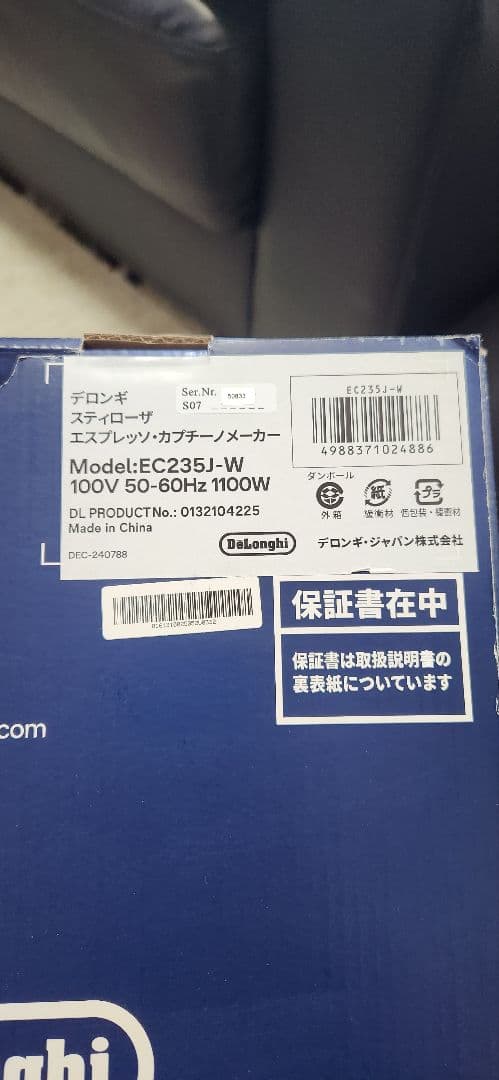 デロンギ
スティローザ
エスプレッソ・カプチーノメーカー
Ser.Nr.
S07
Model:EC235J-W
100V 50-60Hz 1100W
DL PRODUCT No.: 0132104225
Made in China
DEC-240788
DeLonghi
EC235J-W
4988371024886
ダンボール
紙
プラ
外箱
緩衝材
個包装・緩衝材
デロンギ・ジャパン株式会社
保証書在中
保証書は取扱説明書の
裏表紙についています
.com
nghi